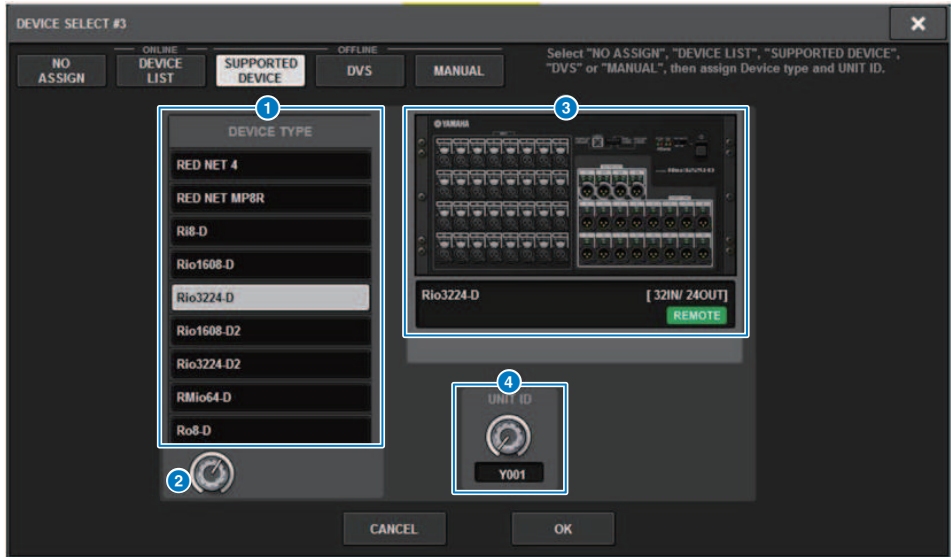 DEVICE SELECT #3
ONLINE
OFFLINE
NO ASSIGN
DEVICE LIST
SUPPORTED DEVICE
DVS
MANUAL
Select "NO ASSIGN", "DEVICE LIST", "SUPPORTED DEVICE",
"DVS" or "MANUAL", then assign Device type and UNIT ID.
1
DEVICE TYPE
RED NET 4
RED NET MP8R
Ri8-D
Rio1608-D
Rio3224-D
Rio1608-D2
Rio3224-D2
RMio64-D
Ro8-D
2
3
YAMAHA
Rio3224-D [ 32IN/ 24OUT]
REMOTE
4
UNIT ID
Y001
CANCEL
OK